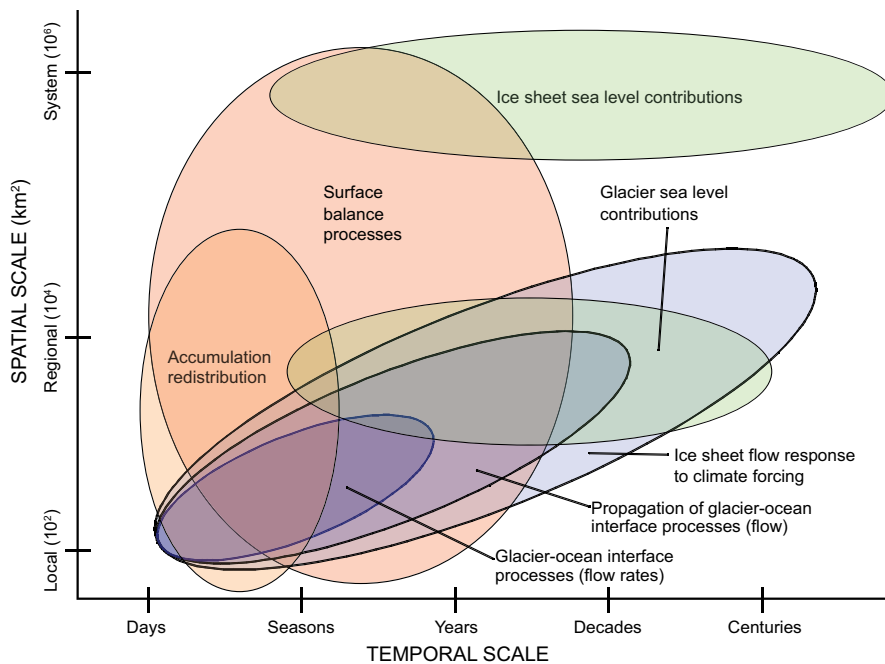 System (10⁶)
Ice sheet sea level contributions
Surface
balance
processes
Glacier sea level
contributions
SPATIAL SCALE (km²)
Regional (10⁴)
Accumulation
redistribution
Ice sheet flow response
to climate forcing
Propagation of glacier-ocean
interface processes (flow)
Local (10²)
Glacier-ocean interface
processes (flow rates)
Days
Seasons
Years
Decades
Centuries
TEMPORAL SCALE